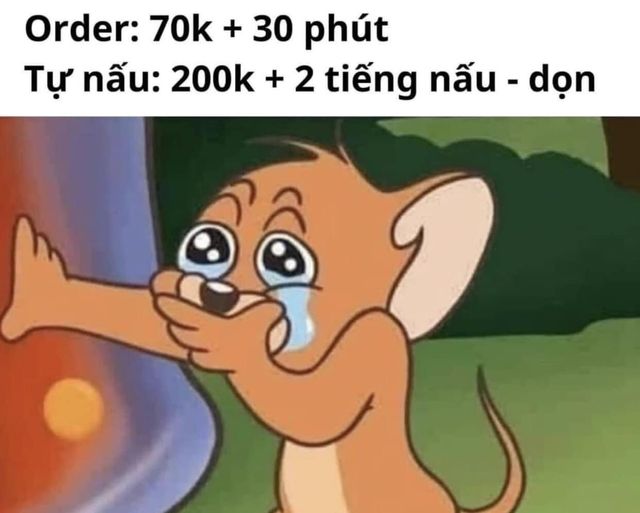 Order: 70k + 30 phút
Tự nấu: 200k + 2 tiếng nấu - dọn